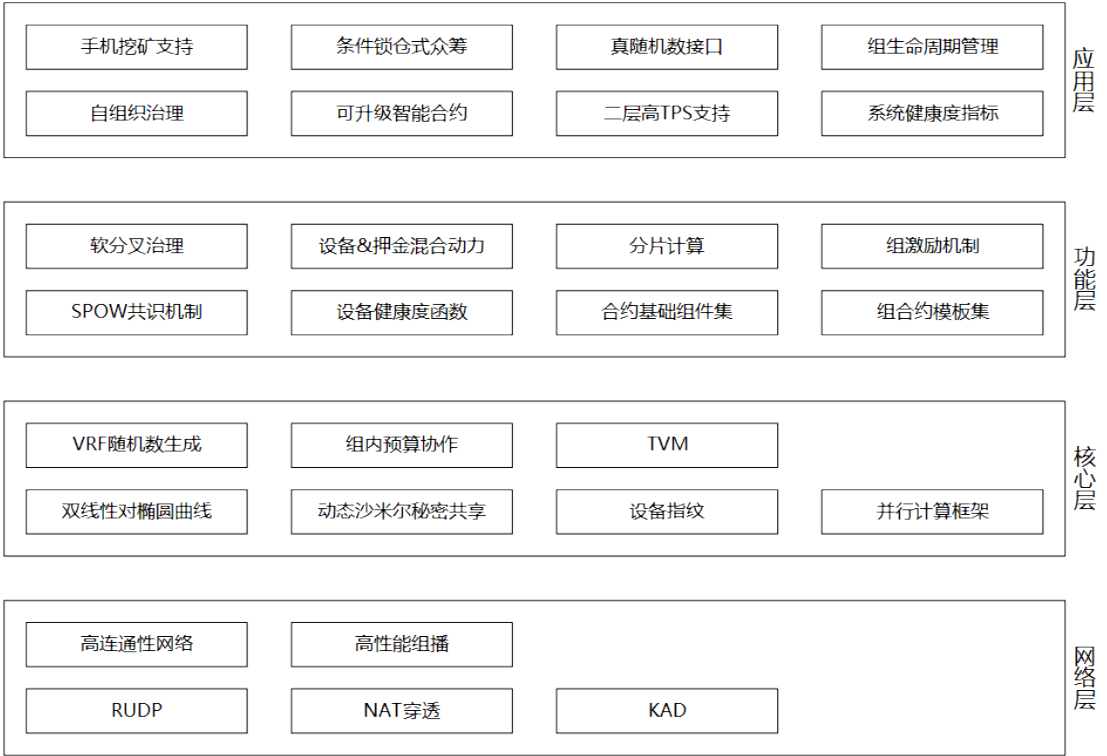 手机挖矿支持
条件锁仓式众筹
真随机数接口
组生命周期管理
自组织治理
可升级智能合约
二层高TPS支持
系统健康度指标
应用层
软分叉治理
设备&押金混合动力
分片计算
组激励机制
SPOW共识机制
设备健康度函数
合约基础组件集
组合约模板集
功能层
VRF随机数生成
组内预算协作
TVM
双线性对椭圆曲线
动态沙米尔秘密共享
设备指纹
并行计算框架
核心层
高连通性网络
高性能组播
RUDP
NAT穿透
KAD
网络层